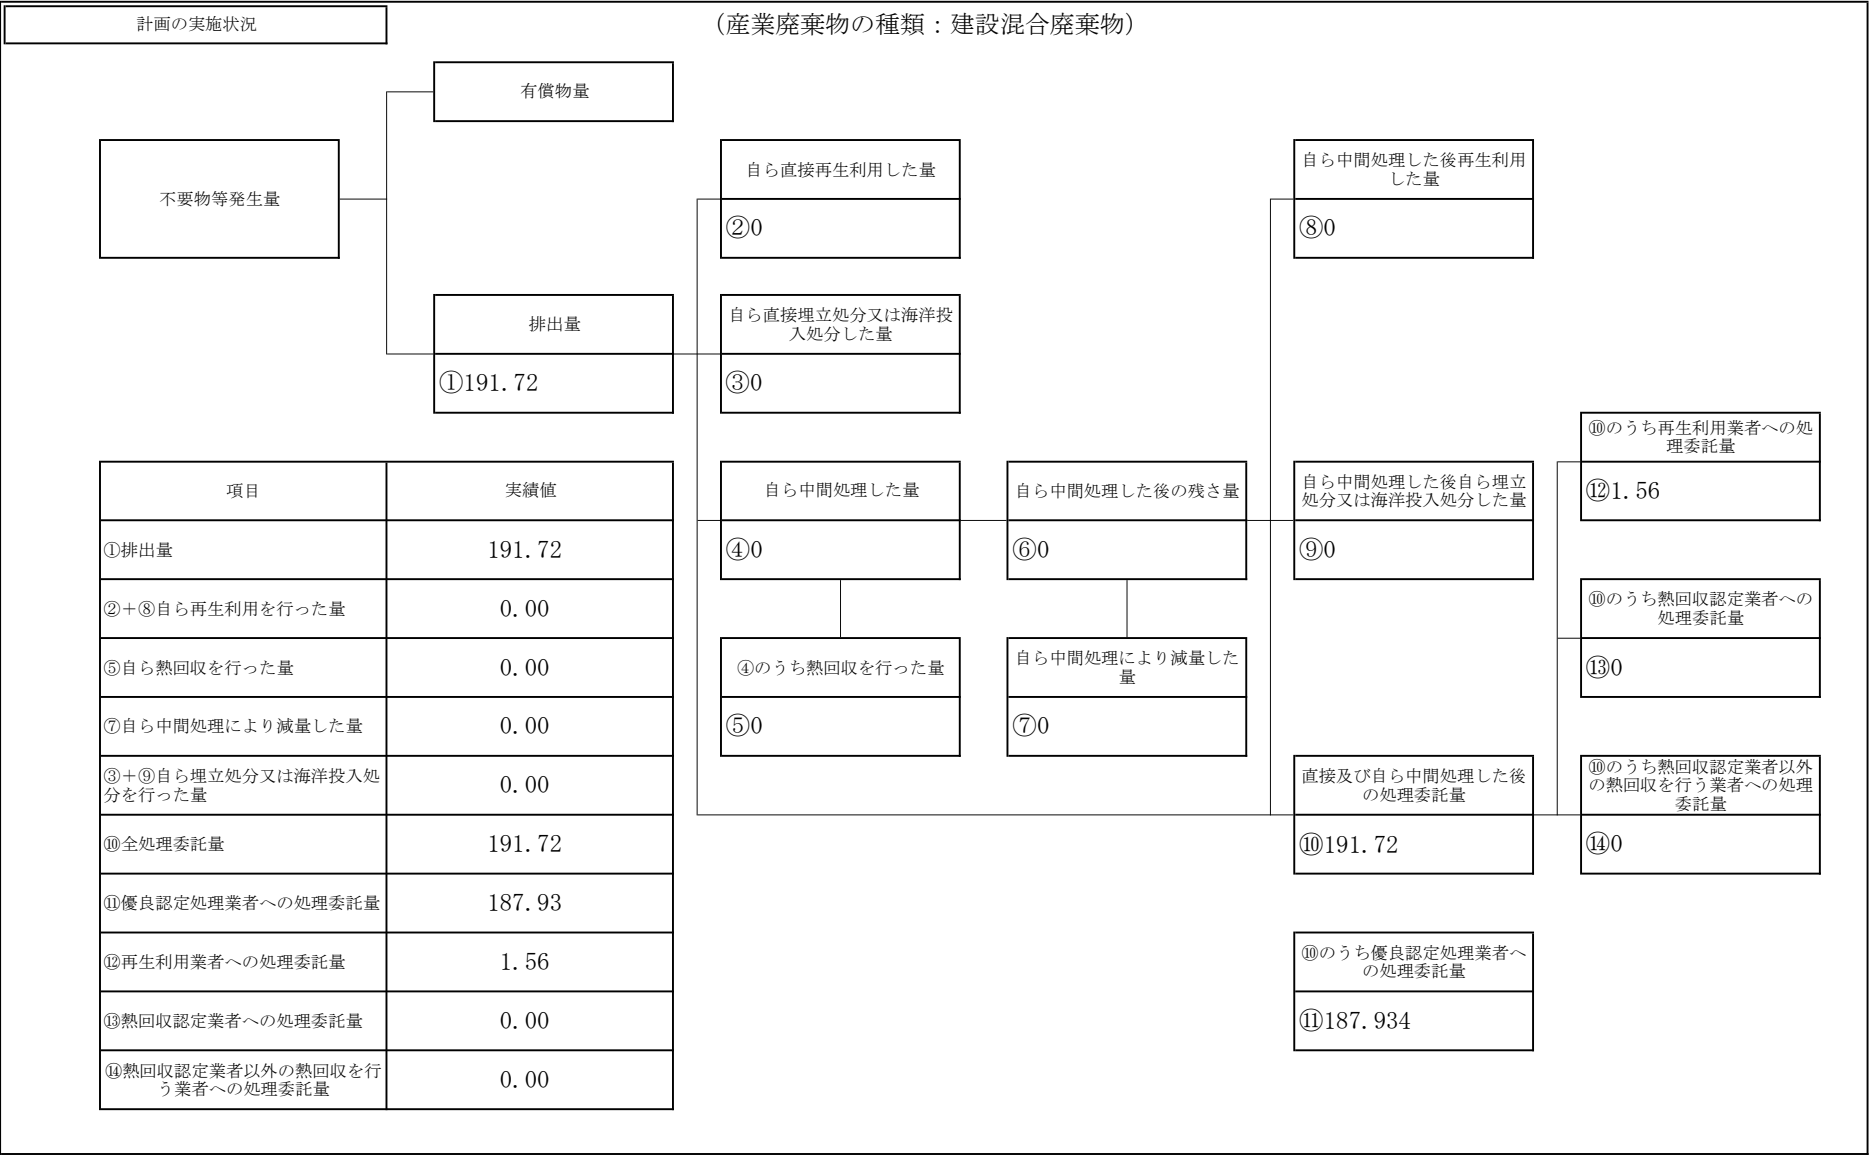 計画の実施状況
（産業廃棄物の種類：建設混合廃棄物）
有償物量
不要物等発生量
自ら直接再生利用した量
②0
自ら中間処理した後再生利用
した量
⑧0
排出量
①191.72
自ら直接埋立処分又は海洋投
入処分した量
③0
⑩のうち再生利用業者への処
理委託量
⑫1.56
自ら中間処理した量
④0
自ら中間処理した後の残さ量
⑥0
自ら中間処理した後自ら埋立
処分又は海洋投入処分した量
⑨0
⑩のうち熱回収認定業者への
処理委託量
⑬0
④のうち熱回収を行った量
⑤0
自ら中間処理により減量した
量
⑦0
直接及び自ら中間処理した後
の処理委託量
⑩191.72
⑩のうち熱回収認定業者以外
の熱回収を行う業者への処理
委託量
⑭0
⑩のうち優良認定処理業者へ
の処理委託量
⑪187.934
項目 実績値
①排出量 191.72
②＋⑧自ら再生利用を行った量 0.00
⑤自ら熱回収を行った量 0.00
⑦自ら中間処理により減量した量 0.00
③＋⑨自ら埋立処分又は海洋投入処
分を行った量 0.00
⑩全処理委託量 191.72
⑪優良認定処理業者への処理委託量 187.93
⑫再生利用業者への処理委託量 1.56
⑬熱回収認定業者への処理委託量 0.00
⑭熱回収認定業者以外の熱回収を行
う業者への処理委託量 0.00